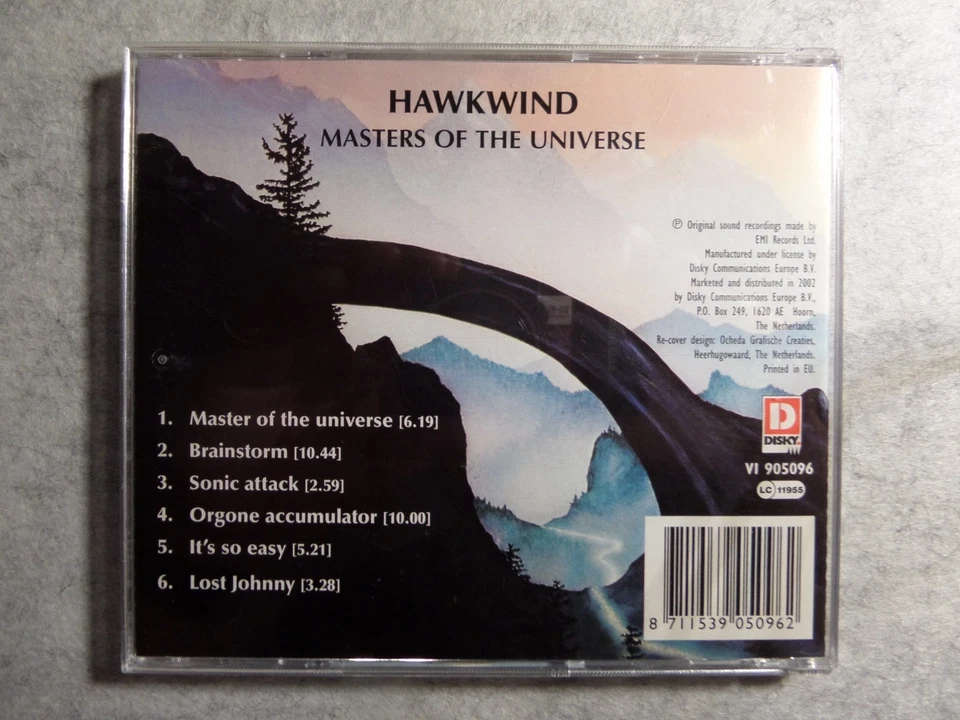 HAWKWIND
MASTERS OF THE UNIVERSE
℗ Original sound recordings made by
EMI Records Ltd.
Manufactured under license by
Disky Communications Europe B.V.
Marketed and distributed in 2002
by Disky Communications Europe B.V.,
P.O. Box 249, 1620 AE Hoorn,
The Netherlands.
Re-cover design: Ocheda Grafische Creaties,
Heerhugowaard, The Netherlands.
Printed in EU.
1. Master of the universe [6.19]
2. Brainstorm [10.44]
3. Sonic attack [2.59]
4. Orgone accumulator [10.00]
5. It's so easy [5.21]
6. Lost Johnny [3.28]
D
DISKY
VI 905096
LC 11955
8 711539 050962